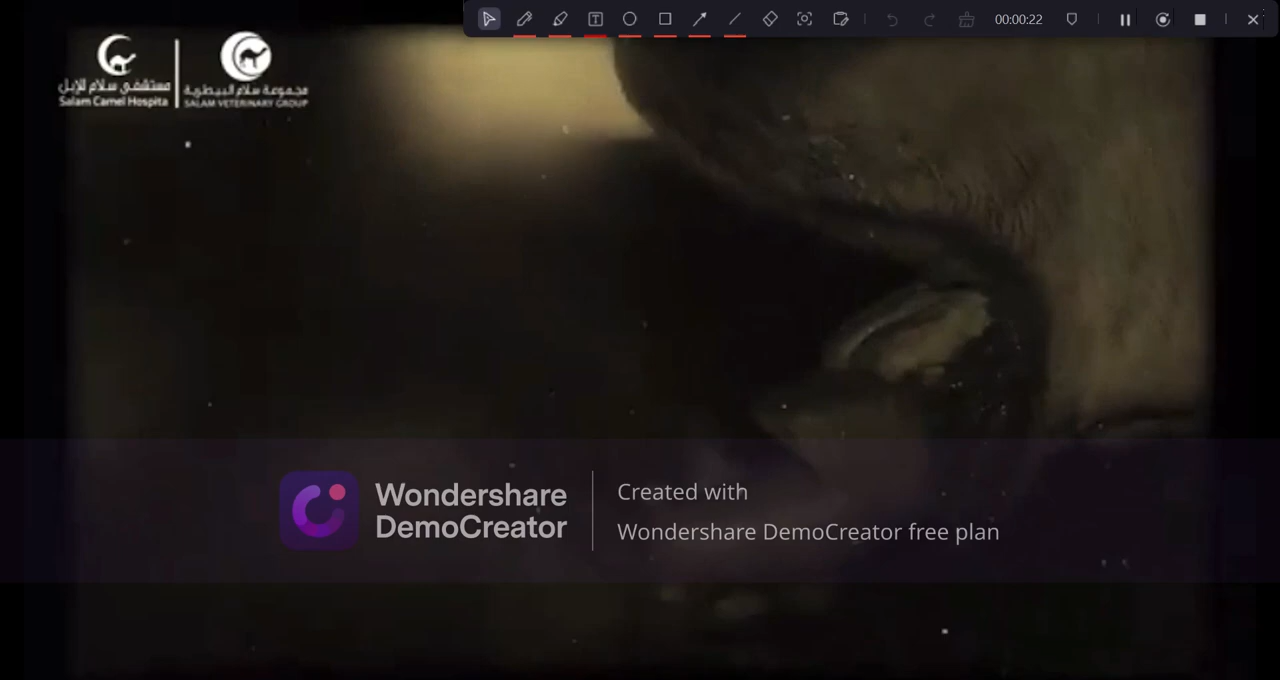 00:00:22
مستشفى سلام للإبل
Salam Camel Hospita
مجموعة سلام البيطرية
SALAM VETERINARY GROUP
Wondershare
DemoCreator
Created with
Wondershare DemoCreator free plan